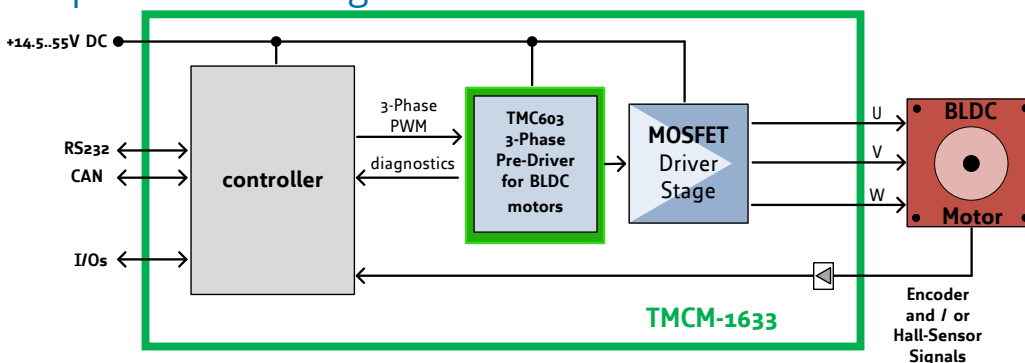 +14.5..55V DC
RS232
CAN
I/Os
controller
3-Phase
PWM
diagnostics
TMC603
3-Phase
Pre-Driver
for BLDC
motors
MOSFET
Driver
Stage
U
V
W
BLDC
Motor
TMCM-1633
Encoder
and / or
Hall-Sensor
Signals